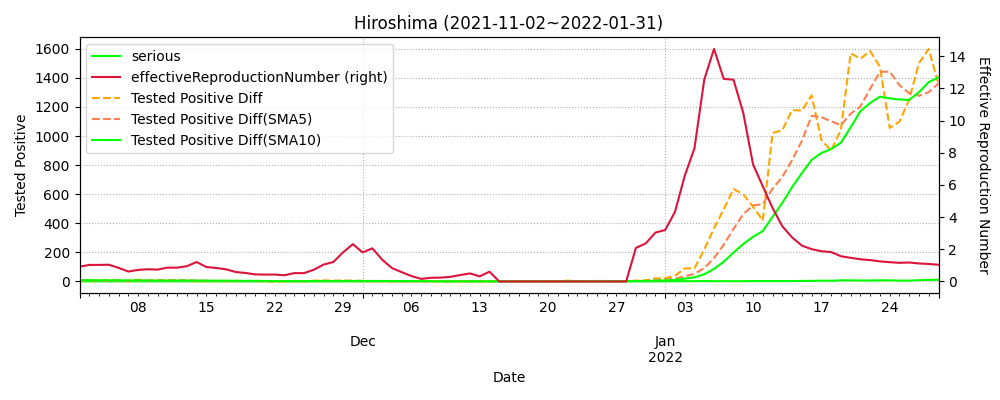 Hiroshima (2021-11-02~2022-01-31)
serious
effectiveReproductionNumber (right)
Tested Positive Diff
Tested Positive Diff(SMA5)
Tested Positive Diff(SMA10)
Tested Positive
1600
1400
1200
1000
800
600
400
200
0
14
12
10
8
6
4
2
0
Effective Reproduction Number
08 15 22 29 06 13 20 27 03 10 17 24
Dec Jan
2022
Date